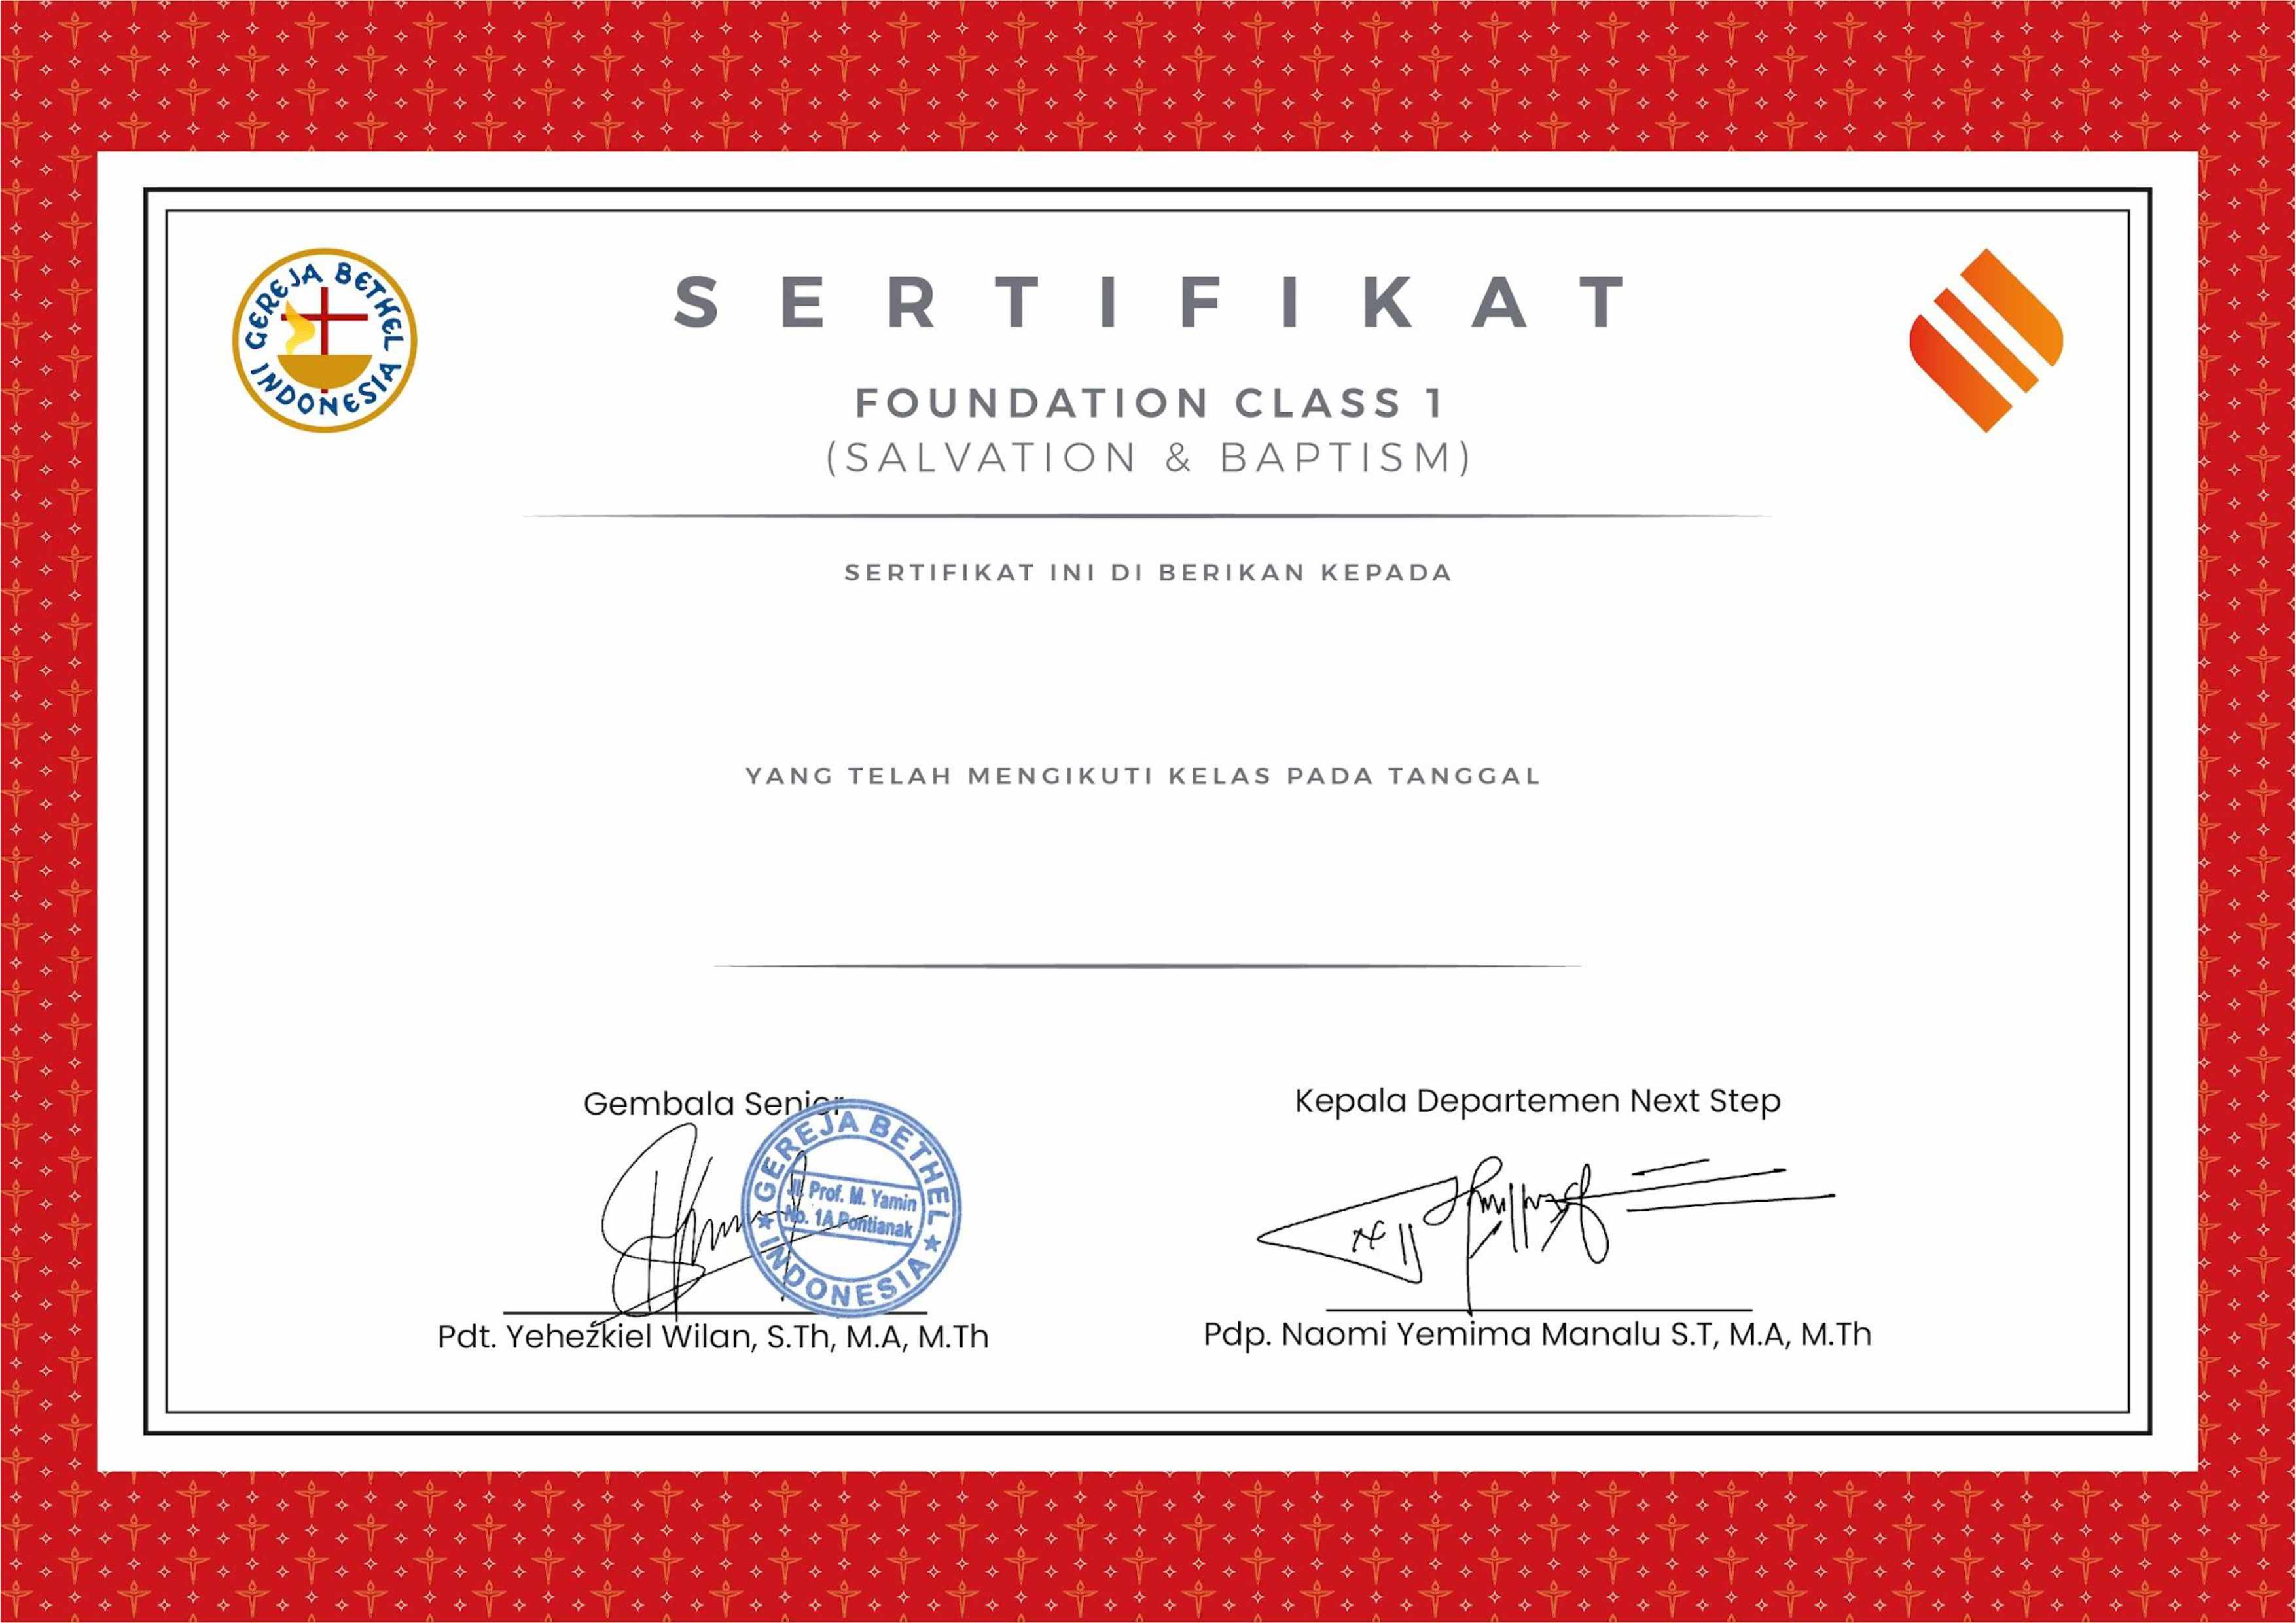 GEREJA BETHEL INDONESIA
SERTIFIKAT
FOUNDATION CLASS 1
(SALVATION & BAPTISM)
SERTIFIKAT INI DI BERIKAN KEPADA
YANG TELAH MENGIKUTI KELAS PADA TANGGAL
Gembala Senior
Kepala Departemen Next Step
GEREJA BETHEL
Jl. Prof. M. Yamin
No. 1A Pontianak
INDONESIA
Pdt. Yehezkiel Wilan, S.Th, M.A, M.Th
Pdp. Naomi Yemima Manalu S.T, M.A, M.Th